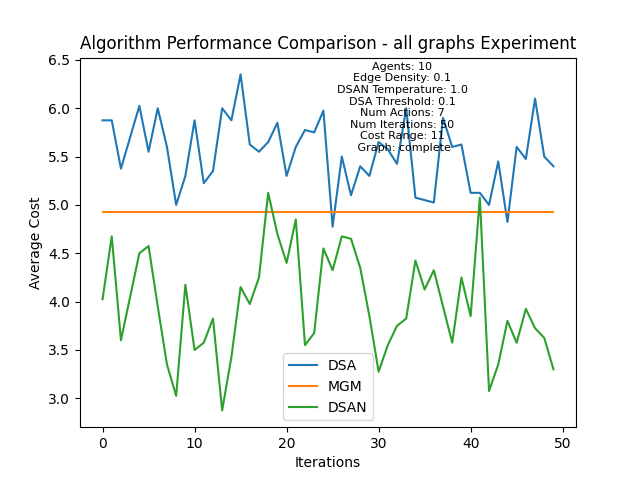 Algorithm Performance Comparison - all graphs Experiment
Agents: 10
Edge Density: 0.1
DSAN Temperature: 1.0
DSA Threshold: 0.1
Num Actions: 7
Num Iterations: 50
Cost Range: 11
Graph: complete
6.5
6.0
5.5
5.0
4.5
4.0
3.5
3.0
Average Cost
DSA
MGM
DSAN
0
10
20
30
40
50
Iterations